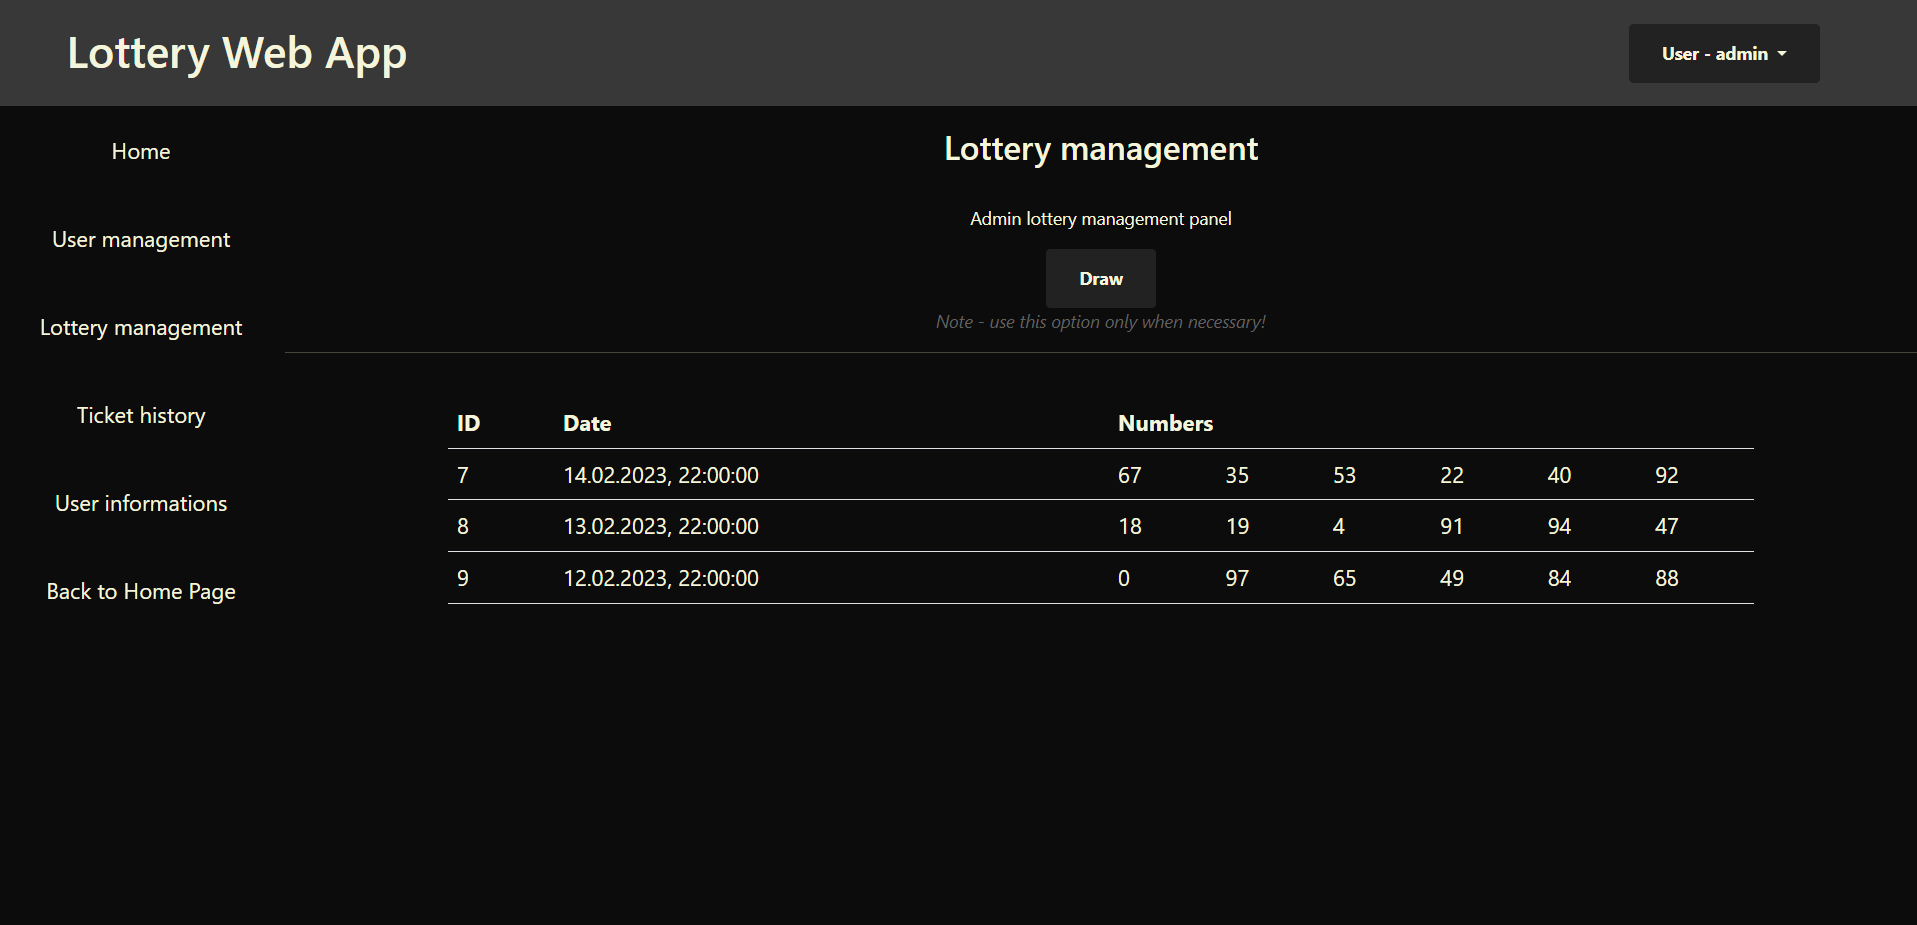 Lottery Web App
User - admin
Home
User management
Lottery management
Ticket history
User informations
Back to Home Page
Lottery management
Admin lottery management panel
Draw
Note - use this option only when necessary!
ID Date Numbers
7 14.02.2023, 22:00:00 67 35 53 22 40 92
8 13.02.2023, 22:00:00 18 19 4 91 94 47
9 12.02.2023, 22:00:00 0 97 65 49 84 88